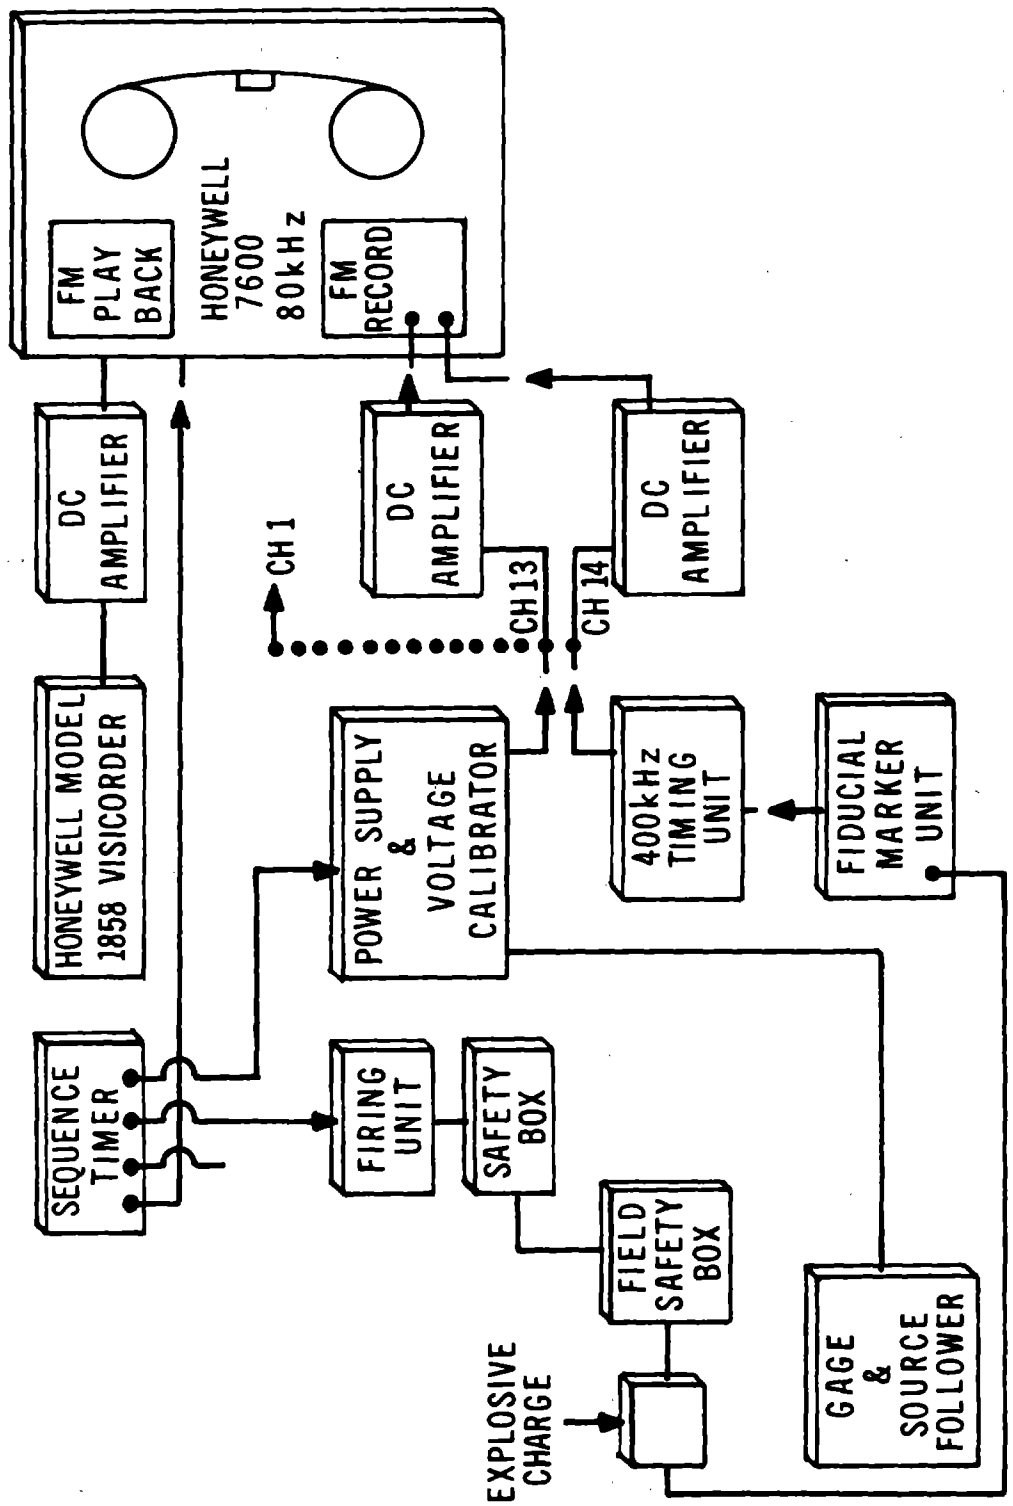 SEQUENCE
TIMER
HONEYWELL MODEL
1858 VISICORDER
DC
AMPLIFIER
FM
PLAY
BACK
HONEYWELL
7600
80kHz
FM
RECORD
CH 1
FIRING
UNIT
POWER SUPPLY
&
VOLTAGE
CALIBRATOR
DC
AMPLIFIER
CH 13
CH 14
SAFETY
BOX
EXPLOSIVE
CHARGE
FIELD
SAFETY
BOX
400kHz
TIMING
UNIT
DC
AMPLIFIER
GAGE
&
SOURCE
FOLLOWER
FIDUCIAL
MARKER
UNIT